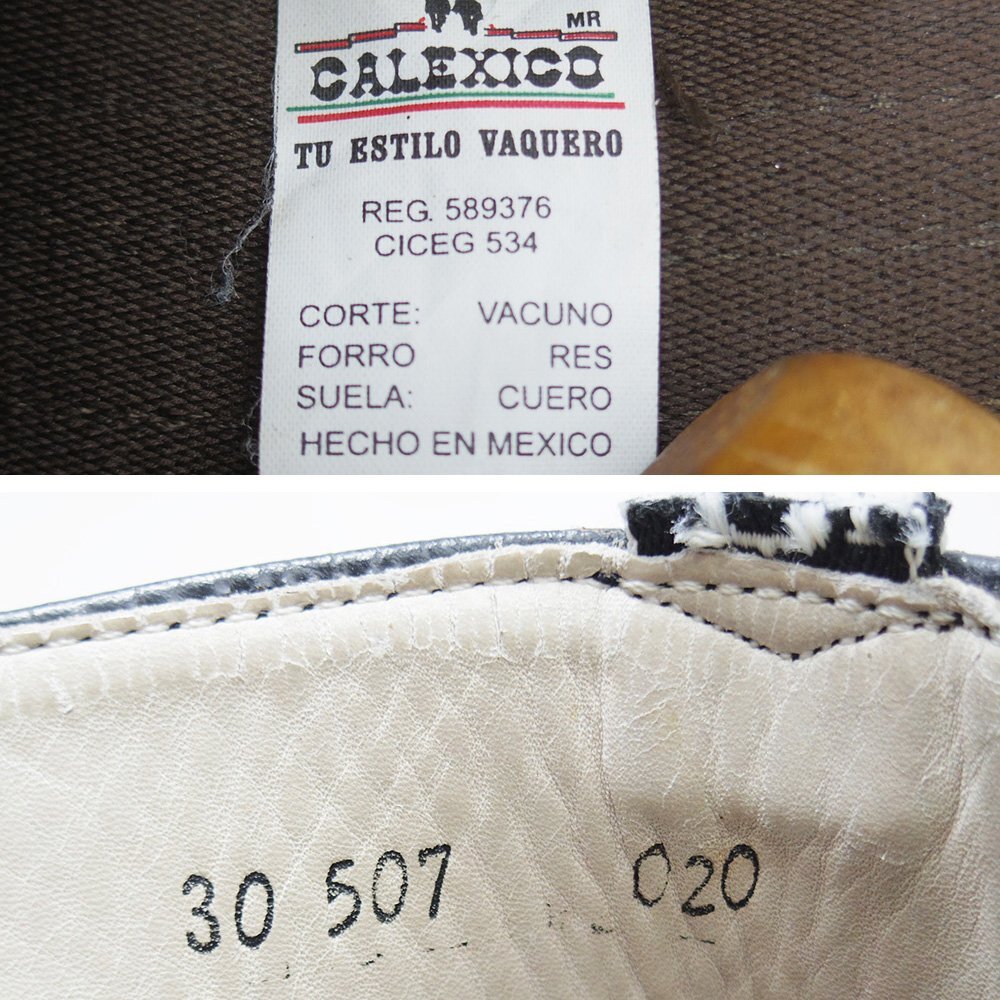 MR
CALEXICO
TU ESTILO VAQUERO
REG. 589376
CICEG 534
CORTE: VACUNO
FORRO RES
SUELA: CUERO
HECHO EN MEXICO
30 507 020